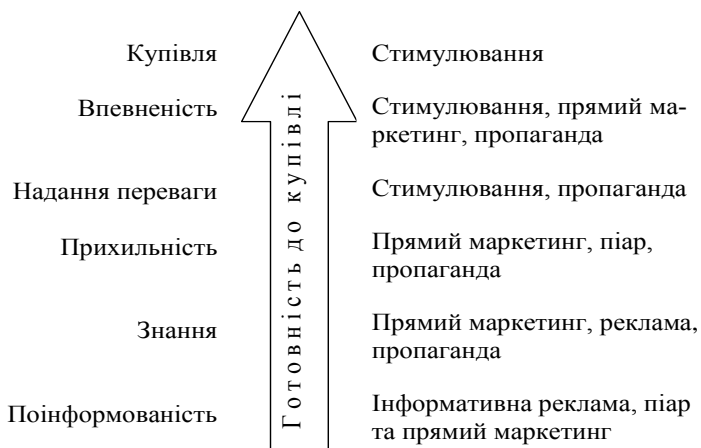 Купівля
Стимулювання
Впевненість
Стимулювання, прямий ма-
ркетинг, пропаганда
Надання переваги
Стимулювання, пропаганда
Прихильність
Прямий маркетинг, піар,
пропаганда
Знання
Прямий маркетинг, реклама,
пропаганда
Поінформованість
Інформативна реклама, піар
та прямий маркетинг
Готовність до купівлі